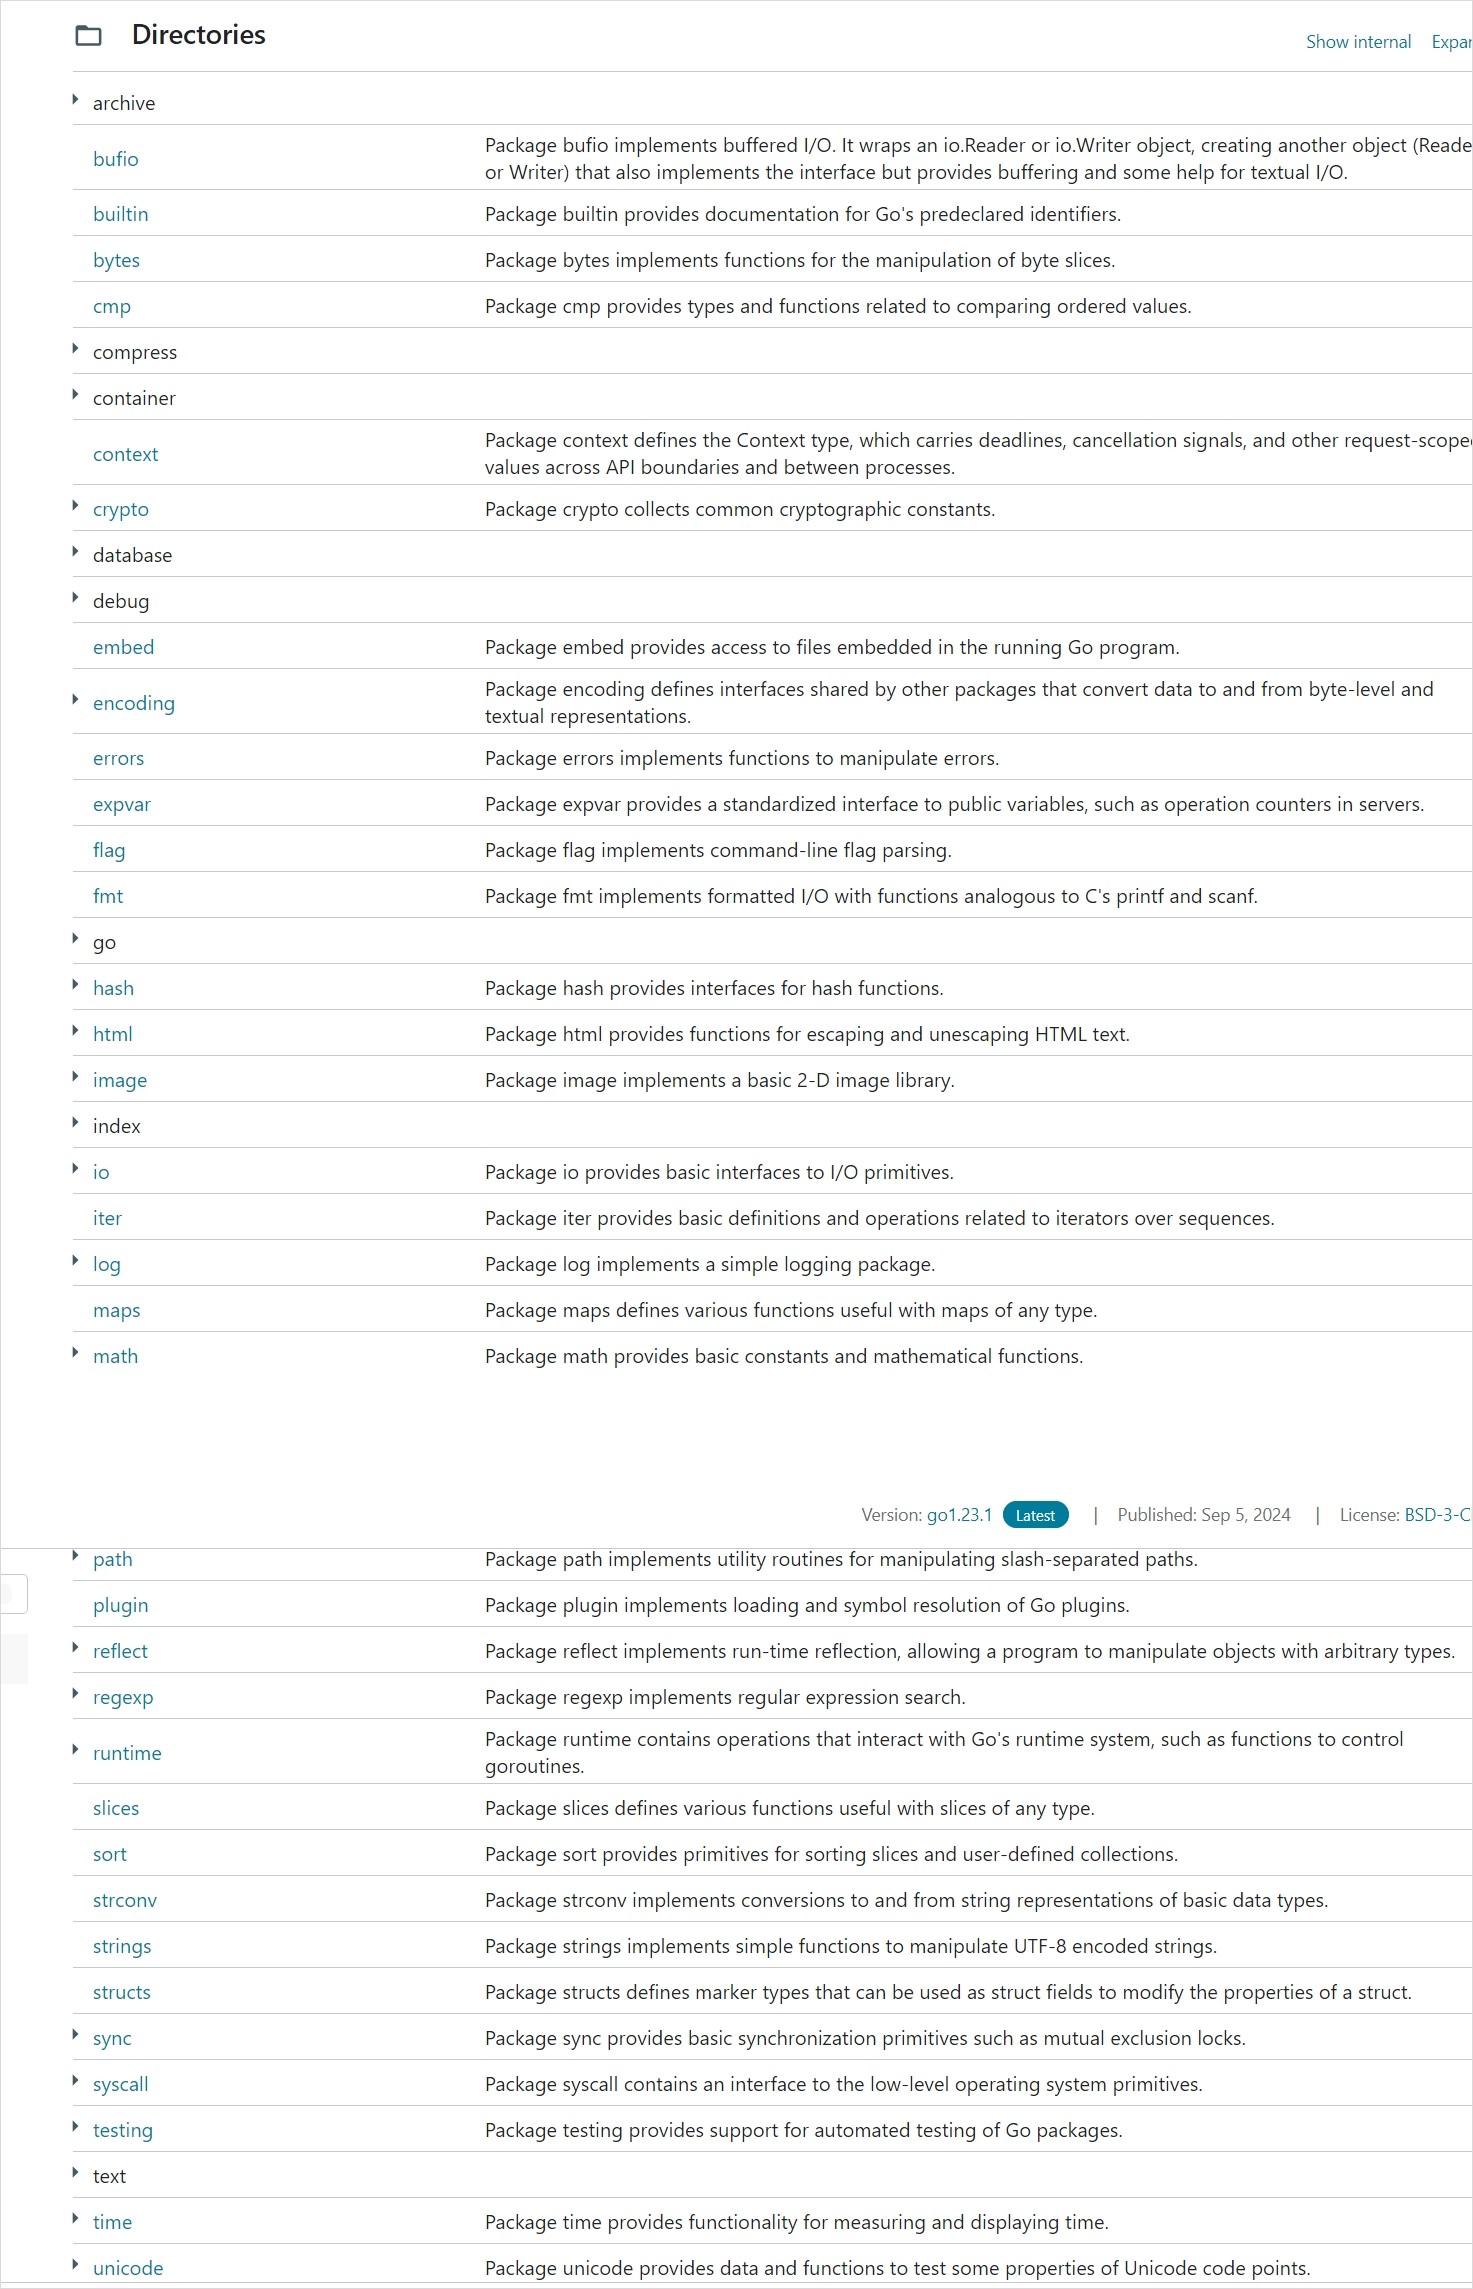 Directories
Show internal Expan
archive
bufio
Package bufio implements buffered I/O. It wraps an io.Reader or io.Writer object, creating another object (Reade
or Writer) that also implements the interface but provides buffering and some help for textual I/O.
builtin Package builtin provides documentation for Go's predeclared identifiers.
bytes Package bytes implements functions for the manipulation of byte slices.
cmp Package cmp provides types and functions related to comparing ordered values.
compress
container
context
Package context defines the Context type, which carries deadlines, cancellation signals, and other request-scope
values across API boundaries and between processes.
crypto Package crypto collects common cryptographic constants.
database
debug
embed Package embed provides access to files embedded in the running Go program.
encoding
Package encoding defines interfaces shared by other packages that convert data to and from byte-level and
textual representations.
errors Package errors implements functions to manipulate errors.
expvar Package expvar provides a standardized interface to public variables, such as operation counters in servers.
flag Package flag implements command-line flag parsing.
fmt Package fmt implements formatted I/O with functions analogous to C's printf and scanf.
go
hash Package hash provides interfaces for hash functions.
html Package html provides functions for escaping and unescaping HTML text.
image Package image implements a basic 2-D image library.
index
io Package io provides basic interfaces to I/O primitives.
iter Package iter provides basic definitions and operations related to iterators over sequences.
log Package log implements a simple logging package.
maps Package maps defines various functions useful with maps of any type.
math Package math provides basic constants and mathematical functions.
Version: go1.23.1 Latest | Published: Sep 5, 2024 | License: BSD-3-C
path Package path implements utility routines for manipulating slash-separated paths.
plugin Package plugin implements loading and symbol resolution of Go plugins.
reflect Package reflect implements run-time reflection, allowing a program to manipulate objects with arbitrary types.
regexp Package regexp implements regular expression search.
runtime
Package runtime contains operations that interact with Go's runtime system, such as functions to control
goroutines.
slices Package slices defines various functions useful with slices of any type.
sort Package sort provides primitives for sorting slices and user-defined collections.
strconv Package strconv implements conversions to and from string representations of basic data types.
strings Package strings implements simple functions to manipulate UTF-8 encoded strings.
structs Package structs defines marker types that can be used as struct fields to modify the properties of a struct.
sync Package sync provides basic synchronization primitives such as mutual exclusion locks.
syscall Package syscall contains an interface to the low-level operating system primitives.
testing Package testing provides support for automated testing of Go packages.
text
time Package time provides functionality for measuring and displaying time.
unicode Package unicode provides data and functions to test some properties of Unicode code points.